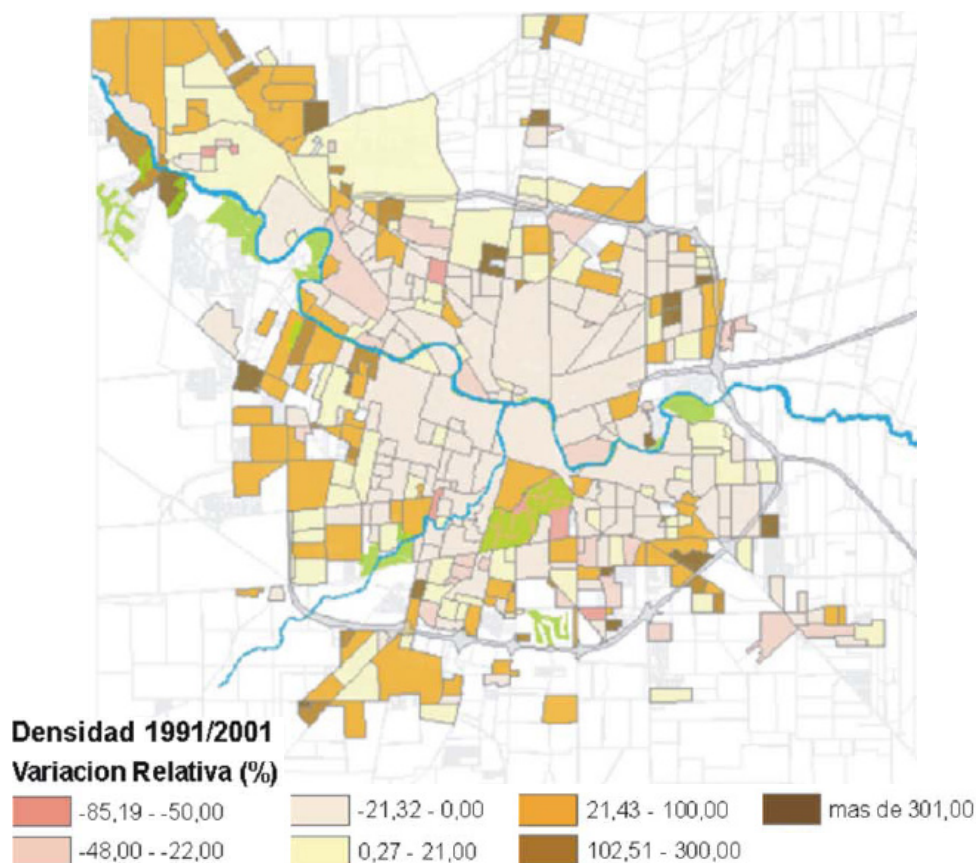 Densidad 1991/2001
Variacion Relativa (%)
-85,19 - -50,00
-21,32 - 0,00
21,43 - 100,00
mas de 301,00
-48,00 - -22,00
0,27 - 21,00
102,51 - 300,00